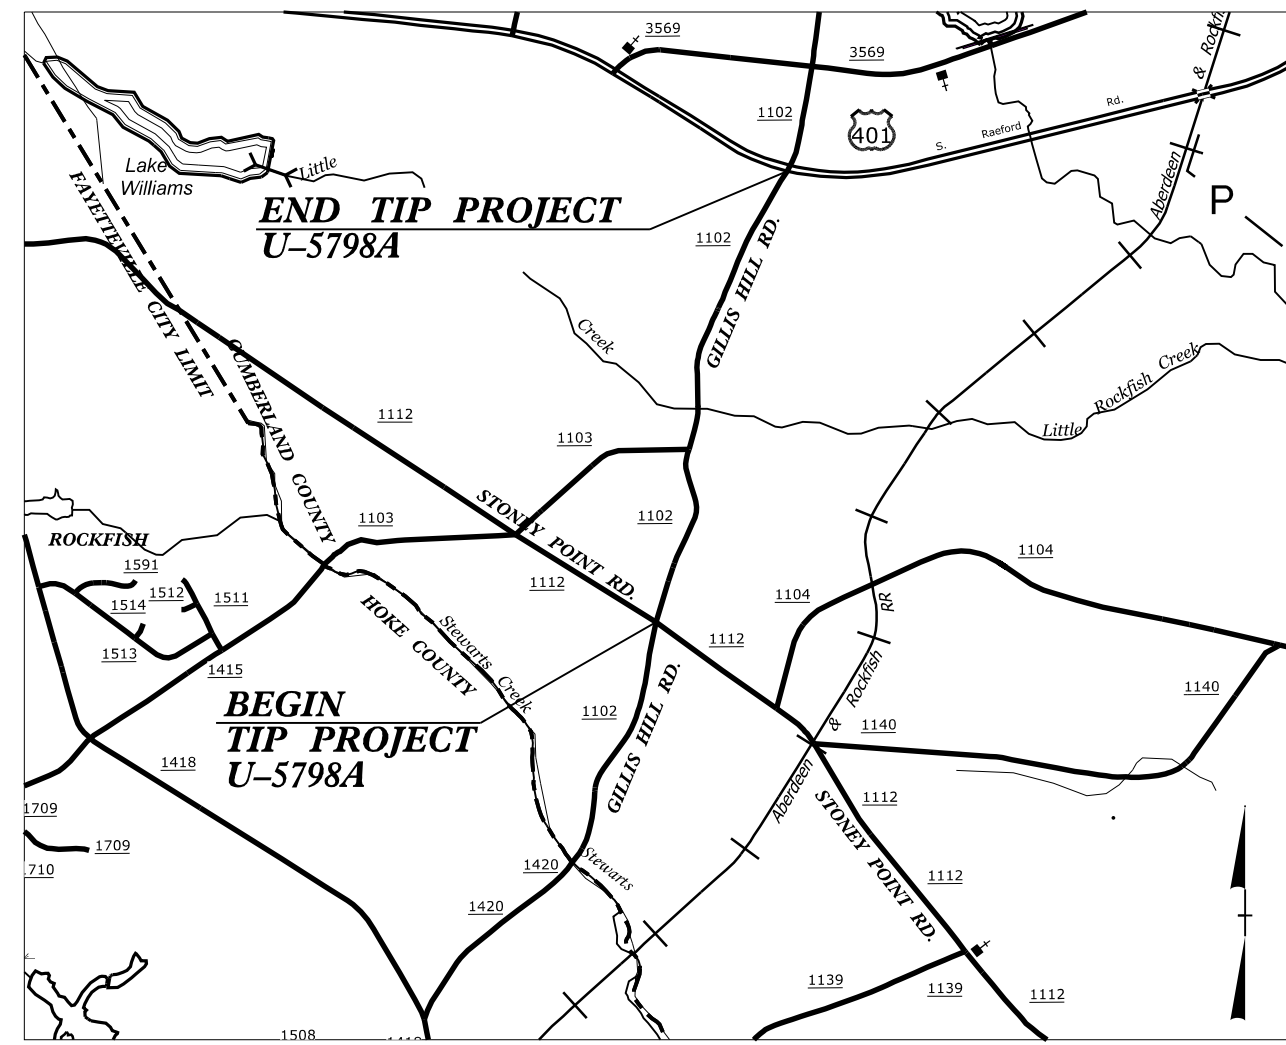 3569
3569
& Rockf
1102
401
S. Raeford Rd.
Lake
Williams
Little
Aberdeen
P
END TIP PROJECT
U–5798A
FAYETTEVILLE CITY LIMIT
1102
GILLIS HILL RD.
Creek
CUMBERLAND COUNTY
Little Rockfish Creek
1112
1103
STONEY POINT RD.
1102
1103
ROCKFISH
1104
1591
1514
1512
1511
1112
1104
RR
1513
1415
HOKE COUNTY
Stewarts Creek
1112
& Rockfish
1140
BEGIN
TIP PROJECT
U–5798A
1102
GILLIS HILL RD.
1140
1418
Aberdeen
1112
STONEY POINT RD.
1709
1709
1710
1420
Stewarts
1112
1420
1139
1139
1112
1508